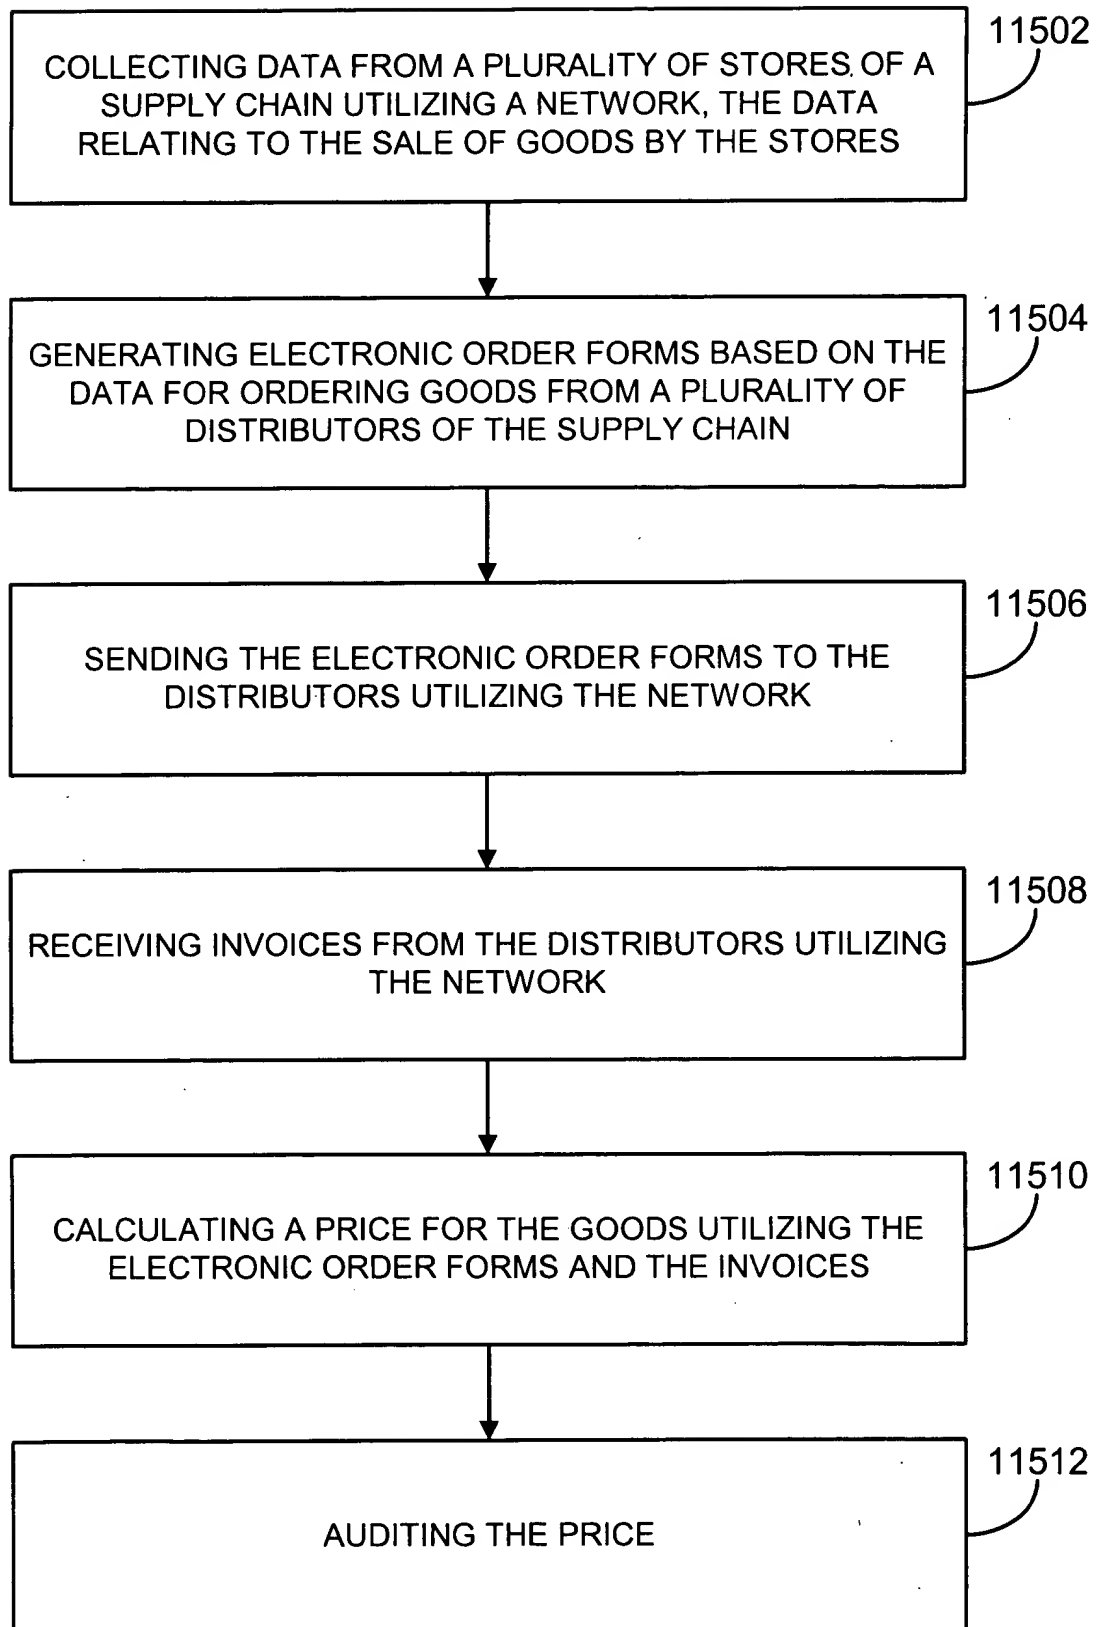 11502
COLLECTING DATA FROM A PLURALITY OF STORES OF A
SUPPLY CHAIN UTILIZING A NETWORK, THE DATA
RELATING TO THE SALE OF GOODS BY THE STORES
11504
GENERATING ELECTRONIC ORDER FORMS BASED ON THE
DATA FOR ORDERING GOODS FROM A PLURALITY OF
DISTRIBUTORS OF THE SUPPLY CHAIN
11506
SENDING THE ELECTRONIC ORDER FORMS TO THE
DISTRIBUTORS UTILIZING THE NETWORK
11508
RECEIVING INVOICES FROM THE DISTRIBUTORS UTILIZING
THE NETWORK
11510
CALCULATING A PRICE FOR THE GOODS UTILIZING THE
ELECTRONIC ORDER FORMS AND THE INVOICES
11512
AUDITING THE PRICE